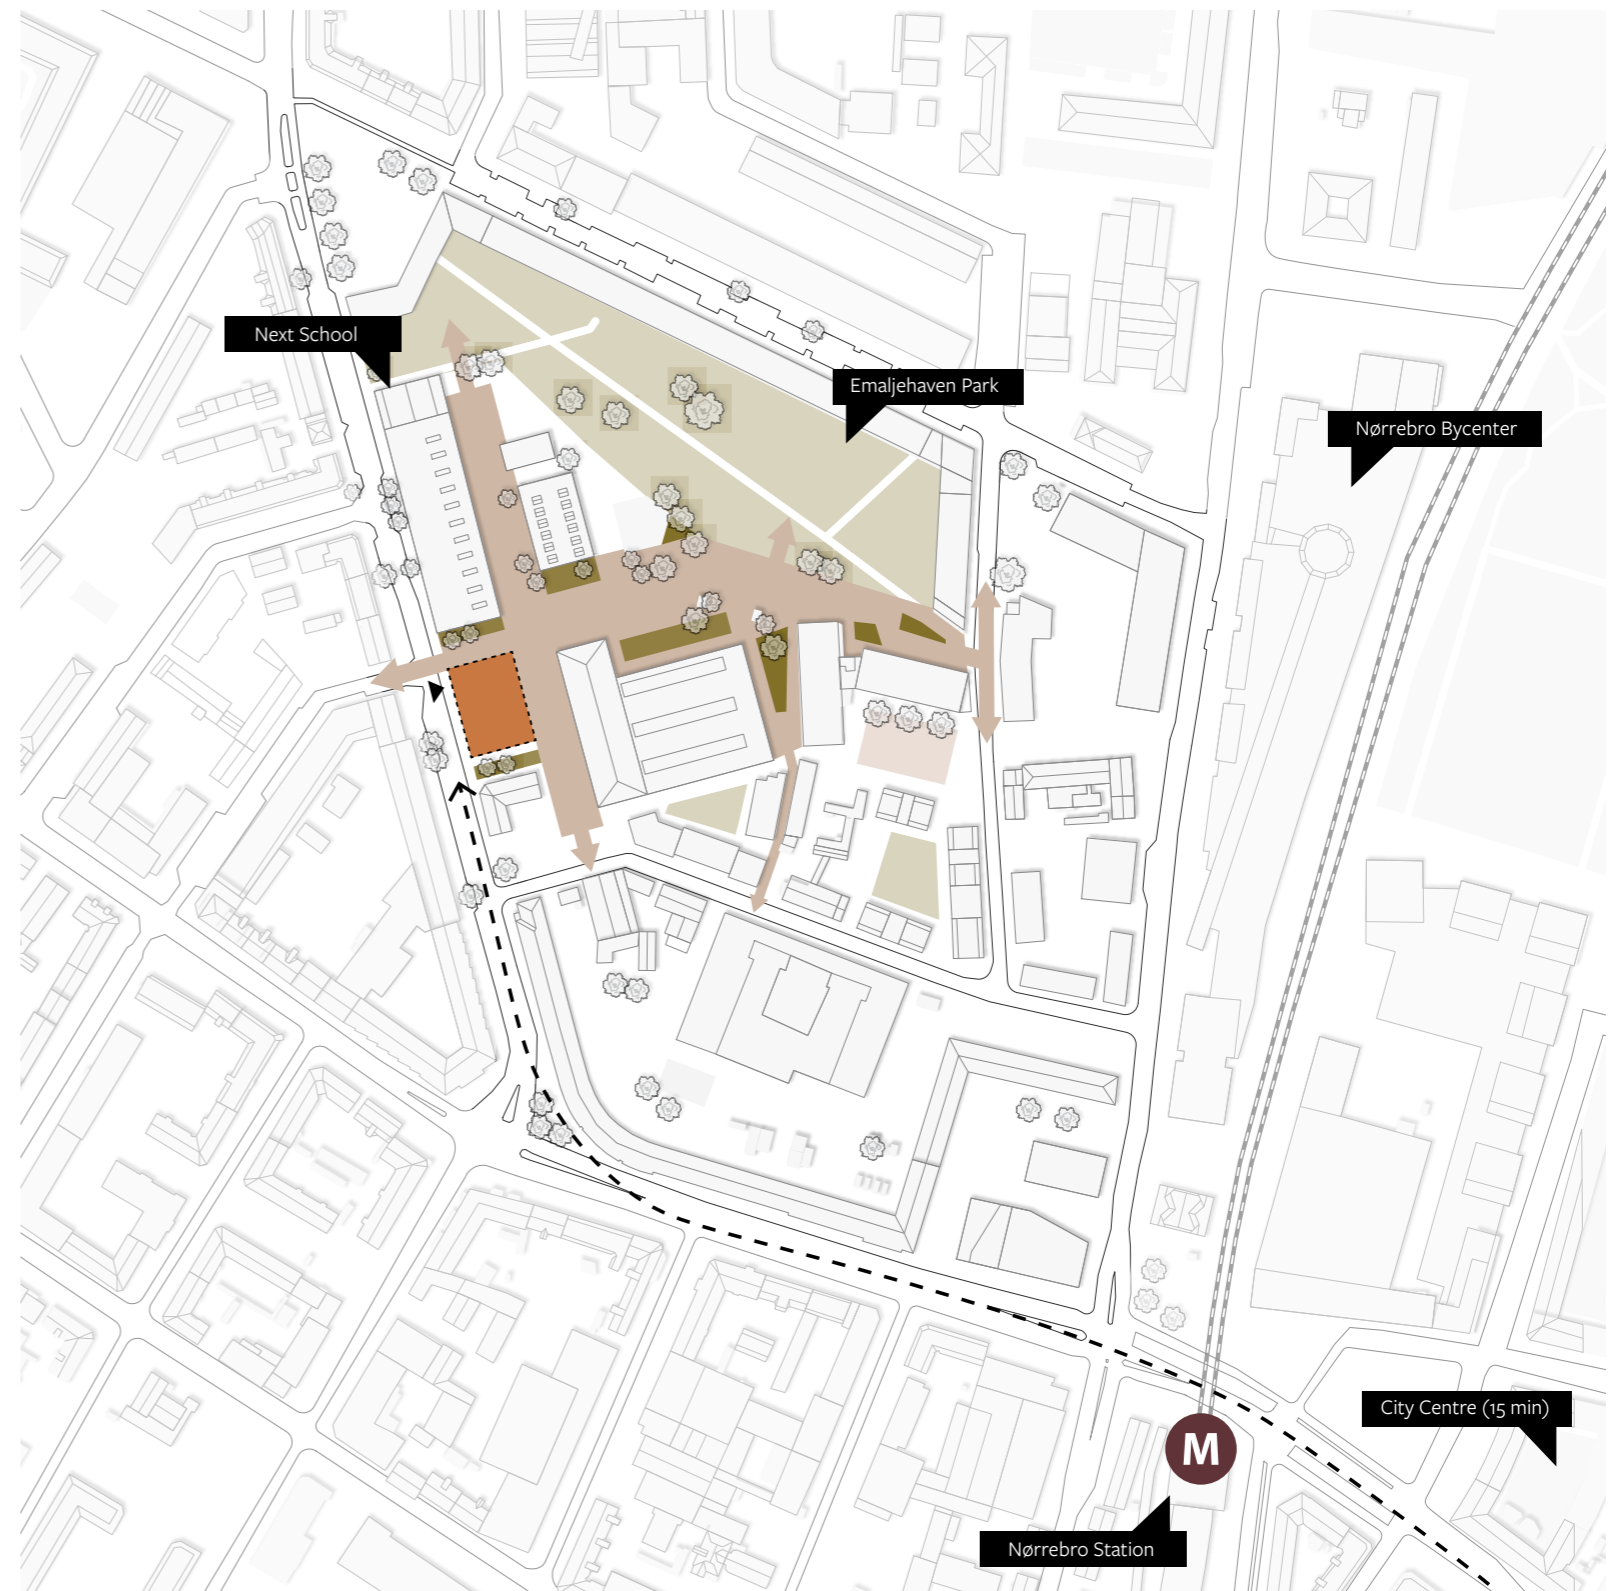 Next School
Emaljehaven Park
Nørrebro Bycenter
City Centre (15 min)
M
Nørrebro Station